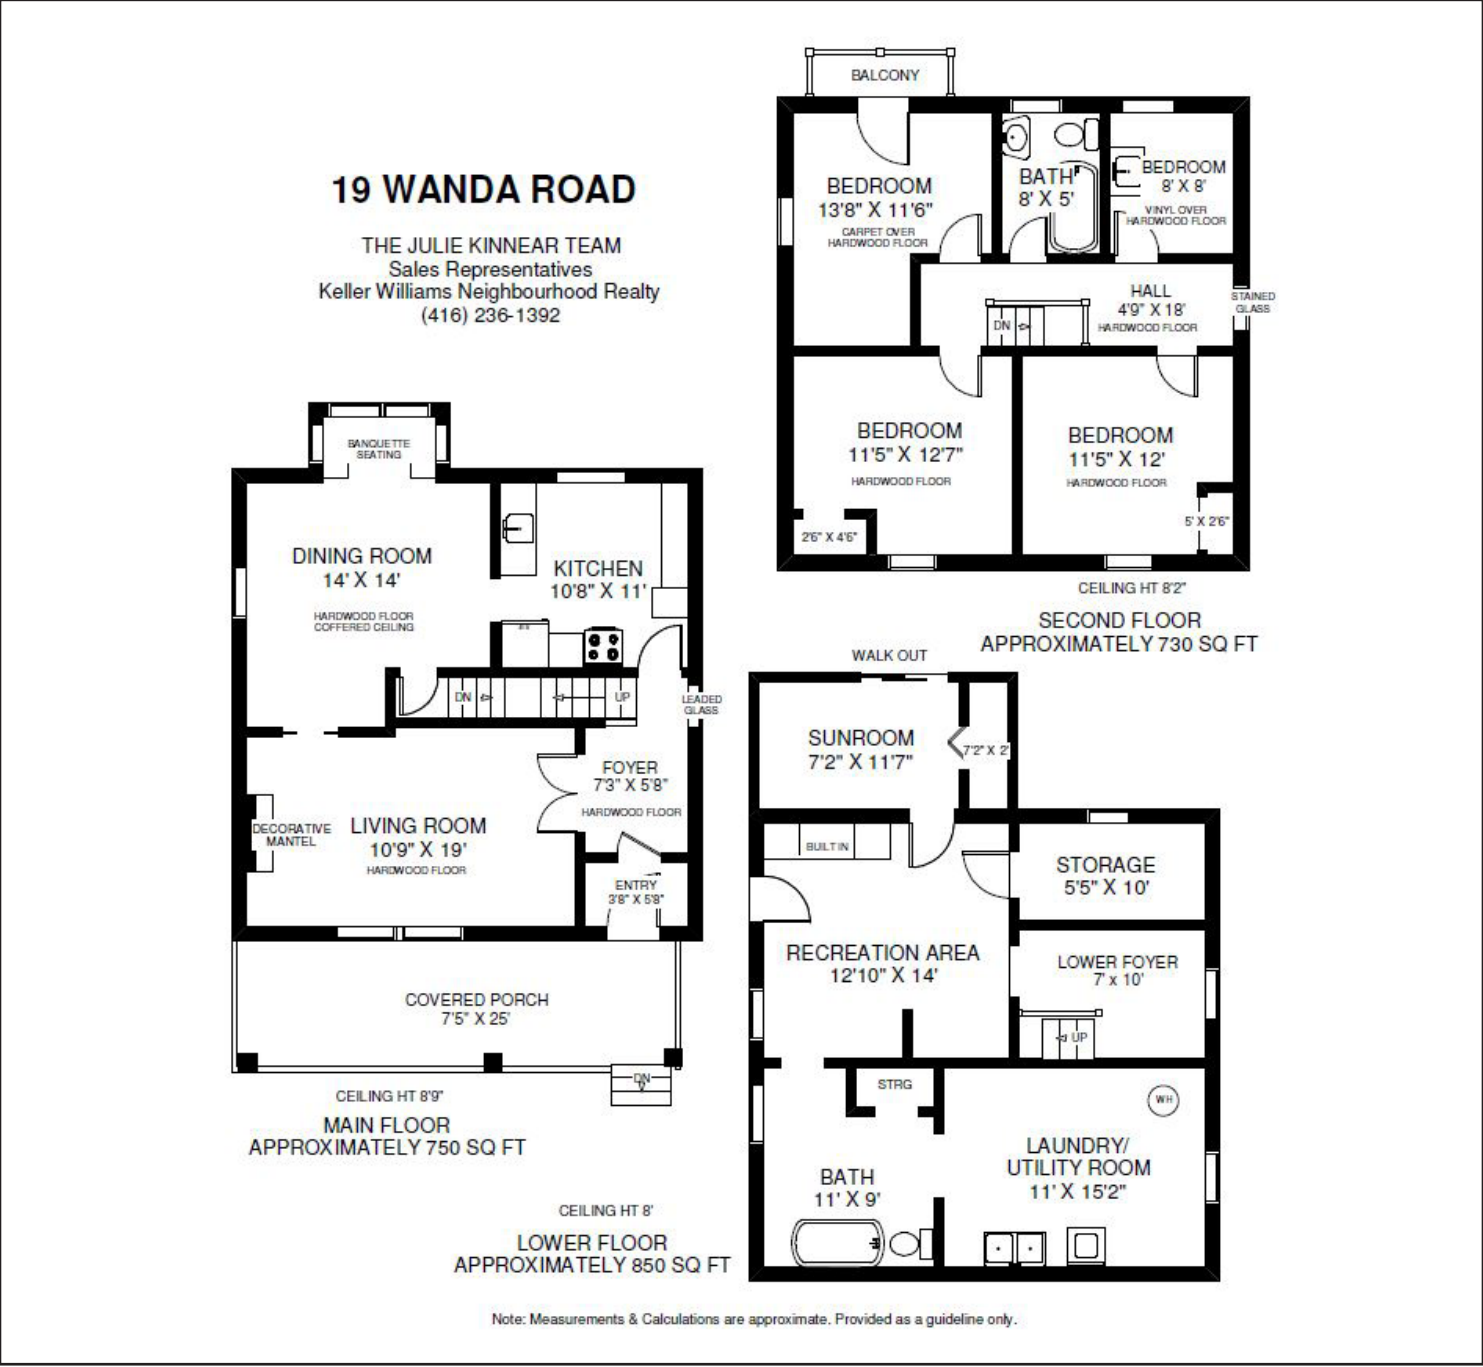 19 WANDA ROAD
THE JULIE KINNEAR TEAM
Sales Representatives
Keller Williams Neighbourhood Realty
(416) 236-1392
BALCONY
BEDROOM
13'8" X 11'6"
CARPET OVER
HARDWOOD FLOOR
BATH
8' X 5'
BEDROOM
8' X 8'
VINYL OVER
HARDWOOD FLOOR
HALL
4'9" X 18'
HARDWOOD FLOOR
STAINED
GLASS
DN
BEDROOM
11'5" X 12'7"
HARDWOOD FLOOR
2'6" X 4'6"
BEDROOM
11'5" X 12'
HARDWOOD FLOOR
5' X 2'6"
CEILING HT 8'2"
SECOND FLOOR
APPROXIMATELY 730 SQ FT
BANQUETTE
SEATING
DINING ROOM
14' X 14'
HARDWOOD FLOOR
COFFERED CEILING
KITCHEN
10'8" X 11'
DN
UP
LEADED
GLASS
FOYER
7'3" X 5'8"
HARDWOOD FLOOR
DECORATIVE
MANTEL
LIVING ROOM
10'9" X 19'
HARDWOOD FLOOR
ENTRY
3'8" X 5'8"
COVERED PORCH
7'5" X 25'
DN
CEILING HT 8'9"
MAIN FLOOR
APPROXIMATELY 750 SQ FT
WALK OUT
SUNROOM
7'2" X 11'7"
7'2" X 2'
BUILT IN
STORAGE
5'5" X 10'
RECREATION AREA
12'10" X 14'
LOWER FOYER
7' x 10'
UP
STRG
WH
LAUNDRY/
UTILITY ROOM
11' X 15'2"
BATH
11' X 9'
CEILING HT 8'
LOWER FLOOR
APPROXIMATELY 850 SQ FT
Note: Measurements & Calculations are approximate. Provided as a guideline only.